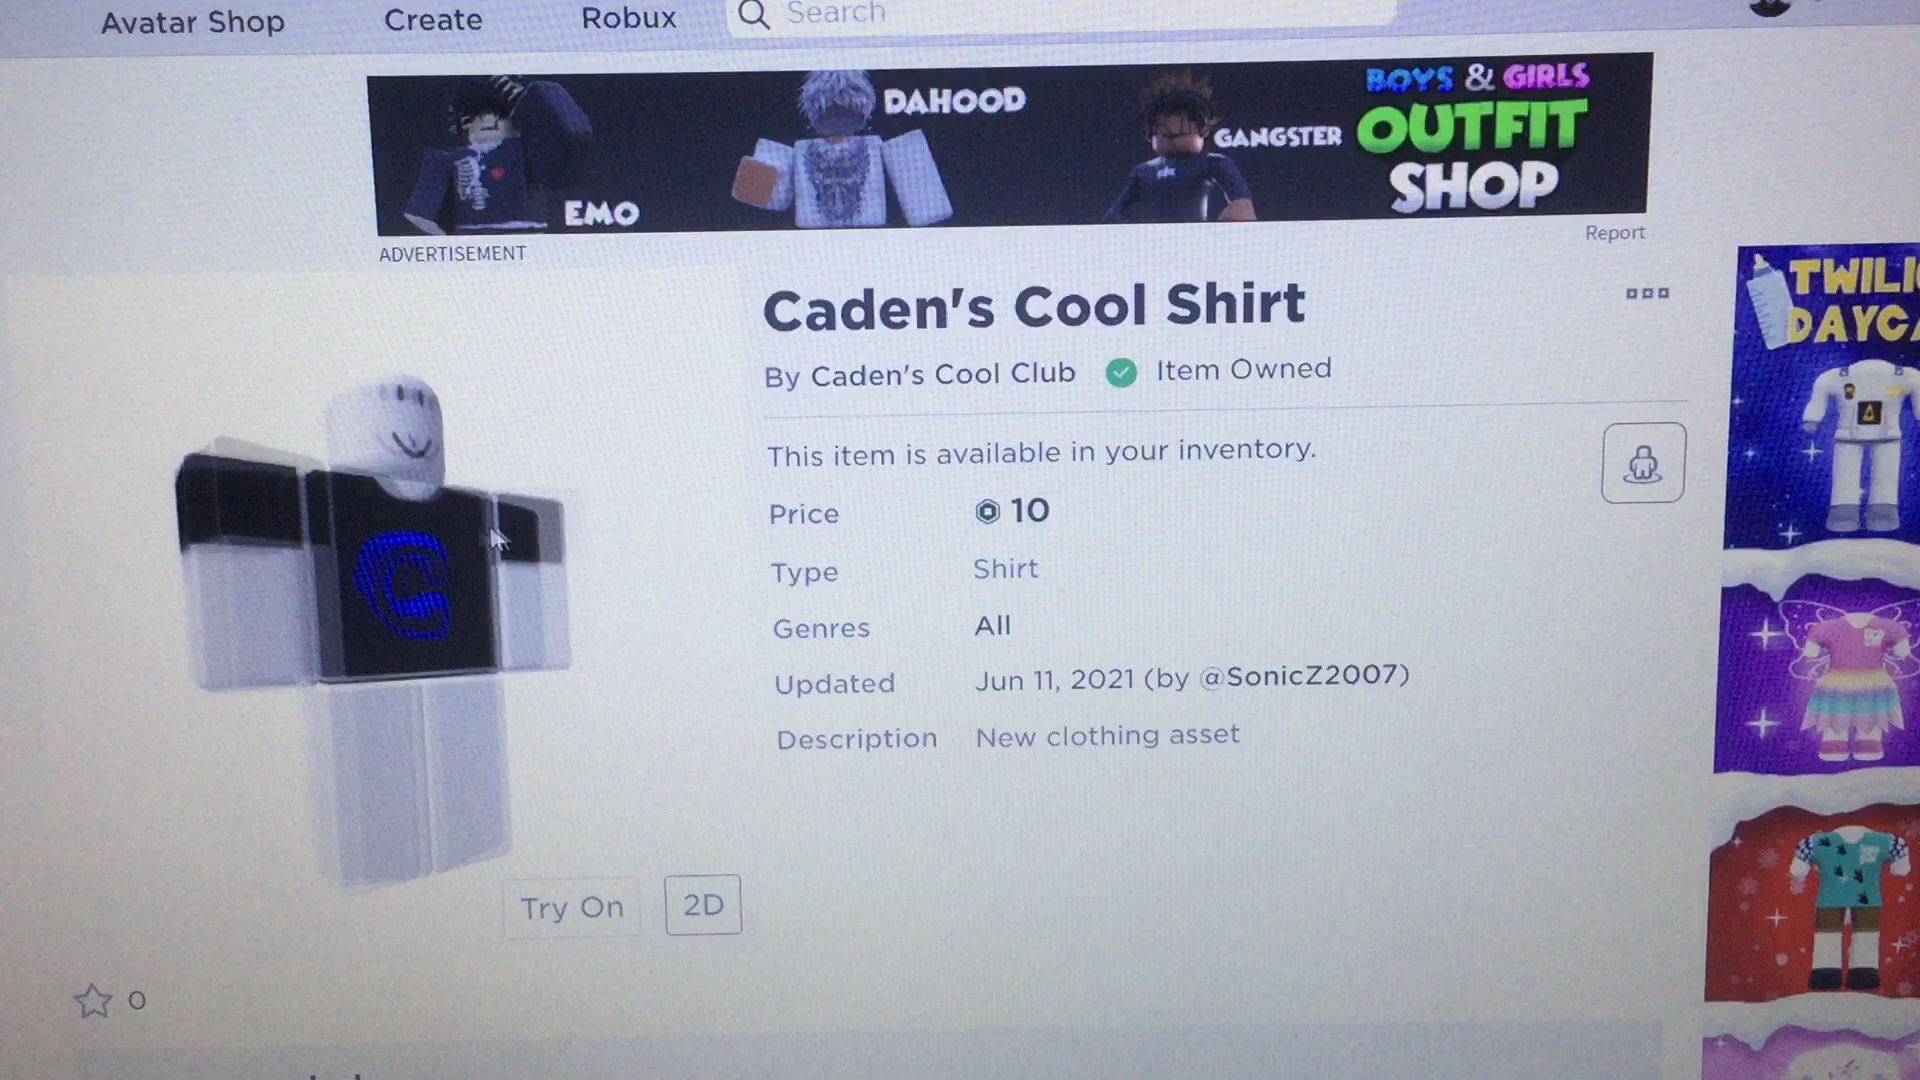 Avatar Shop Create Robux Search
BOYS & GIRLS
DAHOOD
GANGSTER OUTFIT
EMO SHOP
ADVERTISEMENT
Report
Caden's Cool Shirt
By Caden's Cool Club Item Owned
This item is available in your inventory.
Price 10
Type Shirt
Genres All
Updated Jun 11, 2021 (by @SonicZ2007)
Description New clothing asset
C
Try On 2D
0